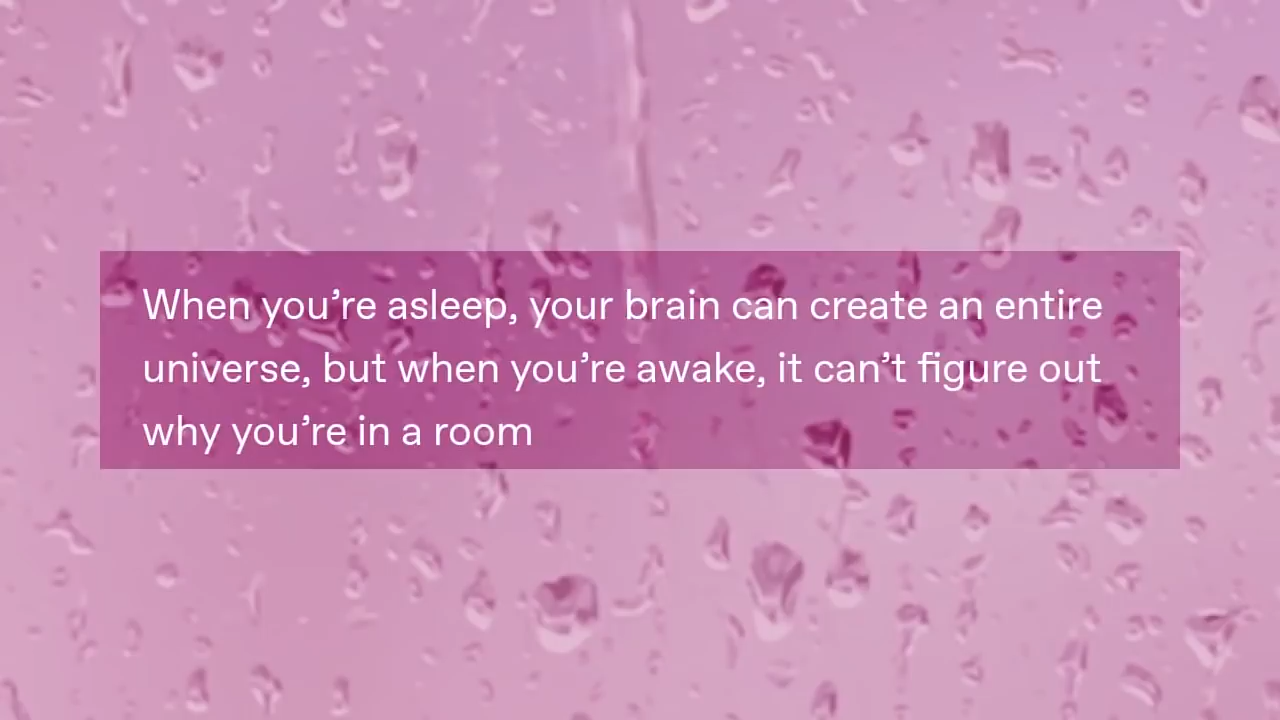 When you’re asleep, your brain can create an entire
universe, but when you’re awake, it can’t figure out
why you’re in a room